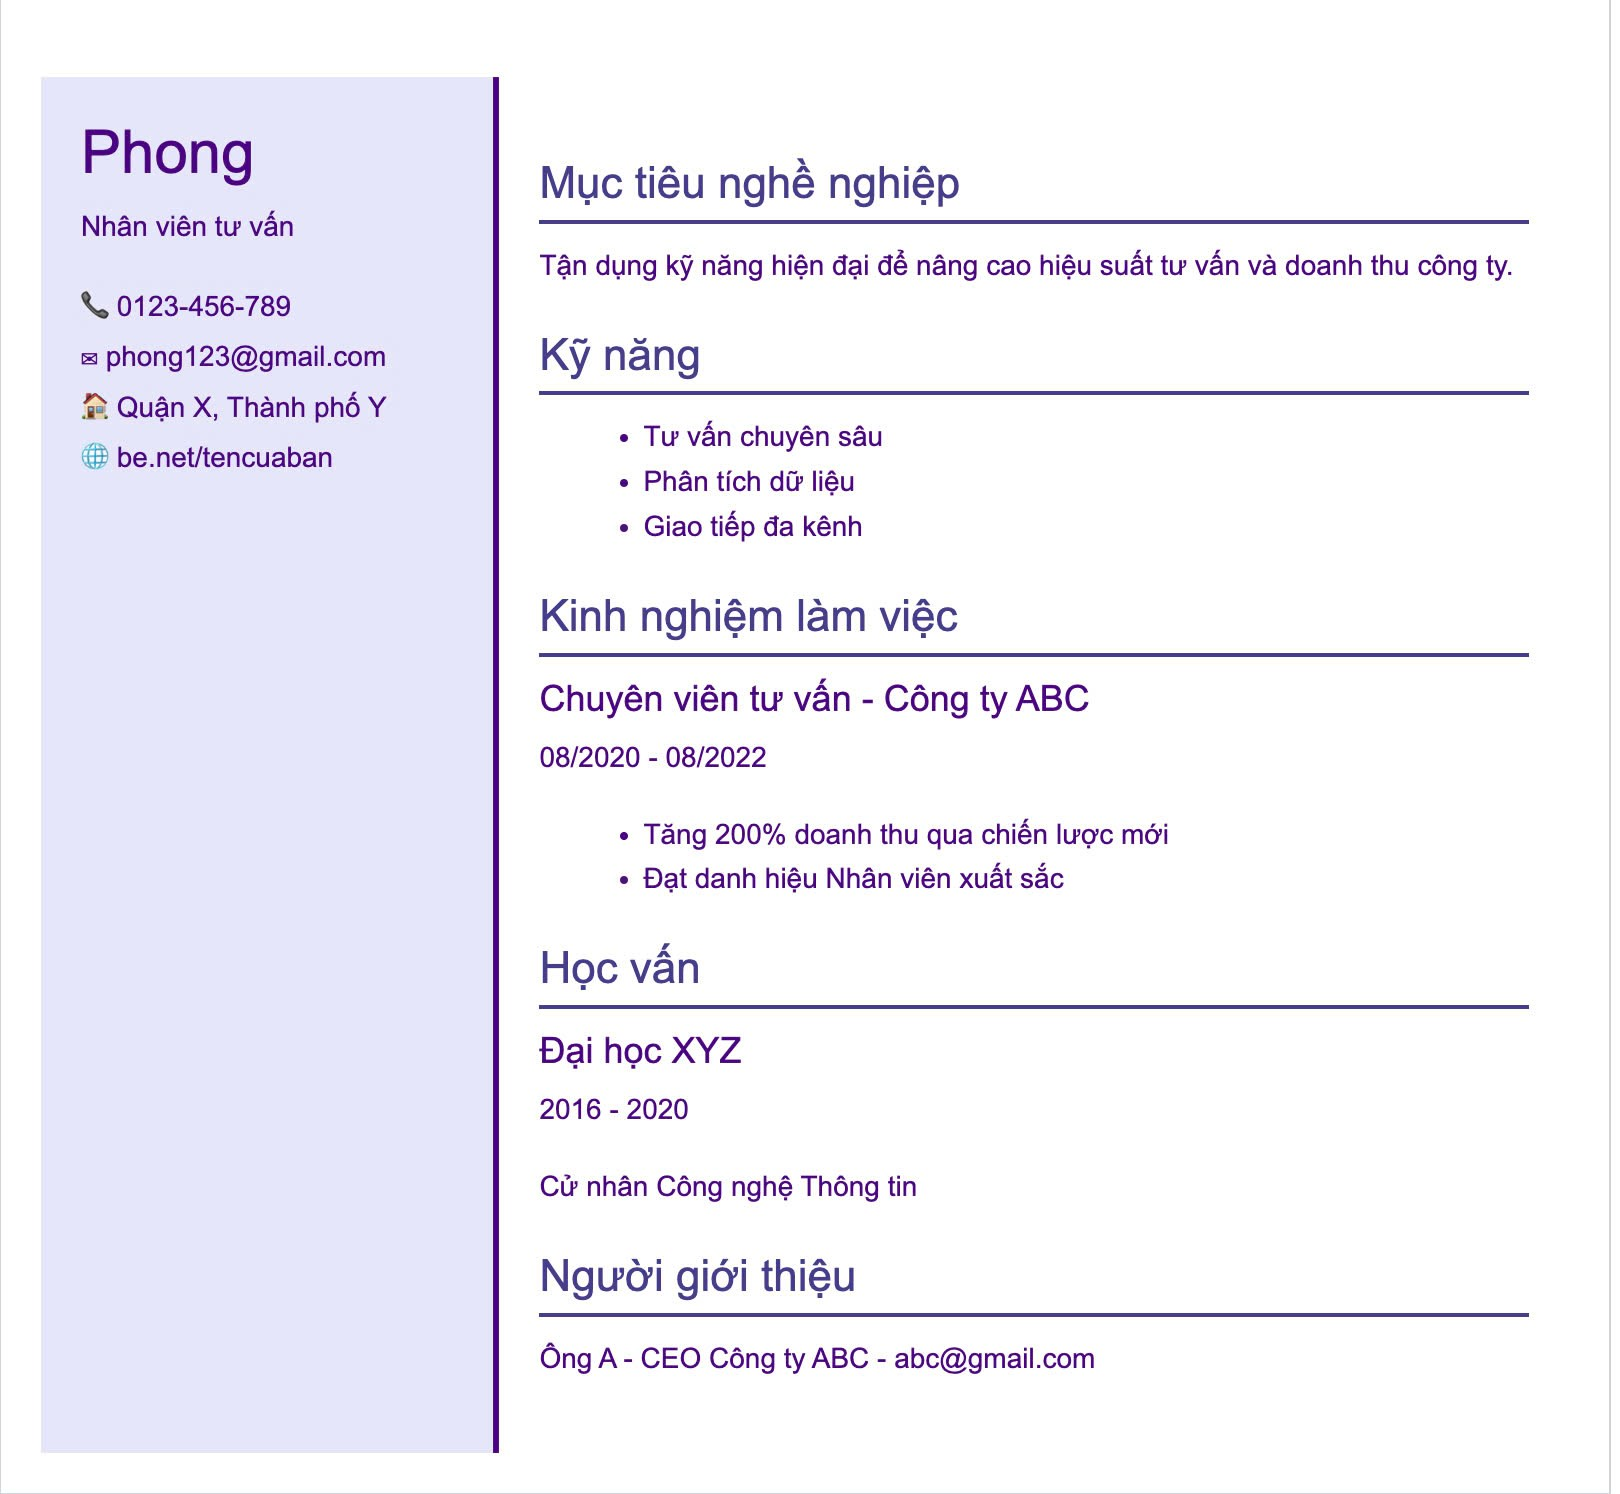 Phong
Nhân viên tư vấn
📞 0123-456-789
✉ phong123@gmail.com
🏠 Quận X, Thành phố Y
🌐 be.net/tencuaban
Mục tiêu nghề nghiệp
Tận dụng kỹ năng hiện đại để nâng cao hiệu suất tư vấn và doanh thu công ty.
Kỹ năng
• Tư vấn chuyên sâu
• Phân tích dữ liệu
• Giao tiếp đa kênh
Kinh nghiệm làm việc
Chuyên viên tư vấn - Công ty ABC
08/2020 - 08/2022
• Tăng 200% doanh thu qua chiến lược mới
• Đạt danh hiệu Nhân viên xuất sắc
Học vấn
Đại học XYZ
2016 - 2020
Cử nhân Công nghệ Thông tin
Người giới thiệu
Ông A - CEO Công ty ABC - abc@gmail.com